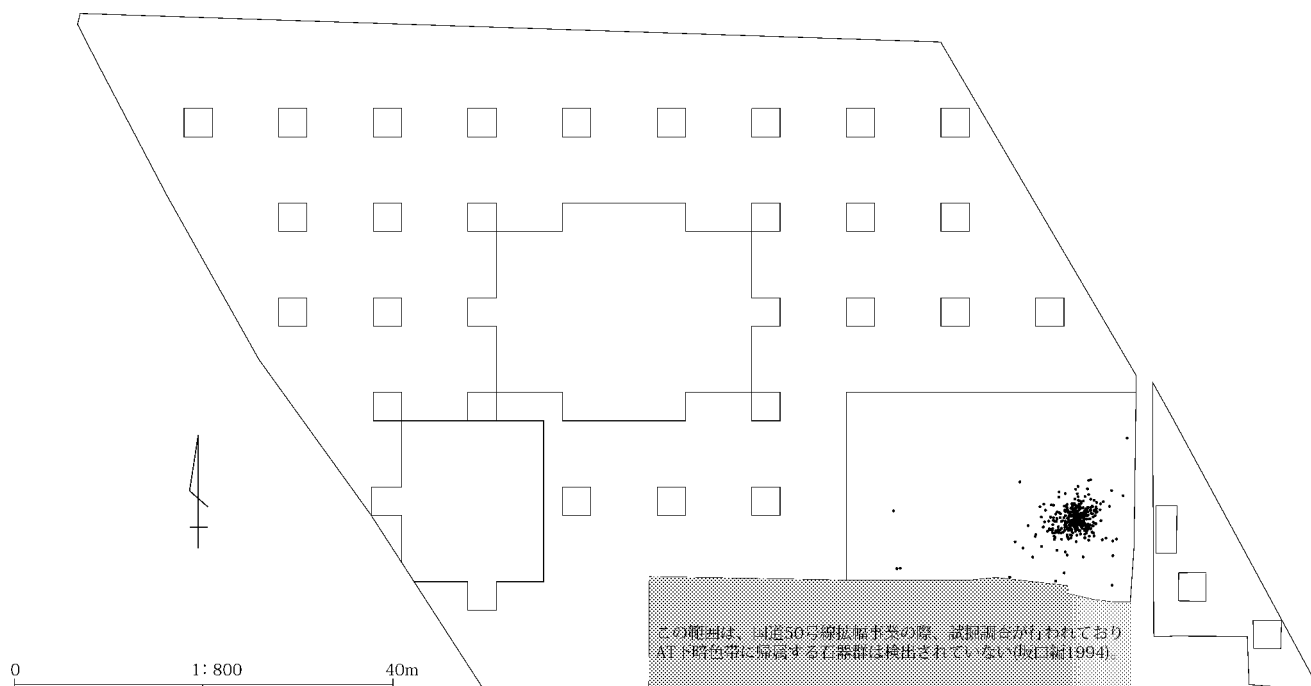 この範囲は、国道50号線拡幅事業の際、試掘調査が行われており
AT下暗色帯に帰属する石器群は検出されていない(坂口編1994)。
0 1:800 40m